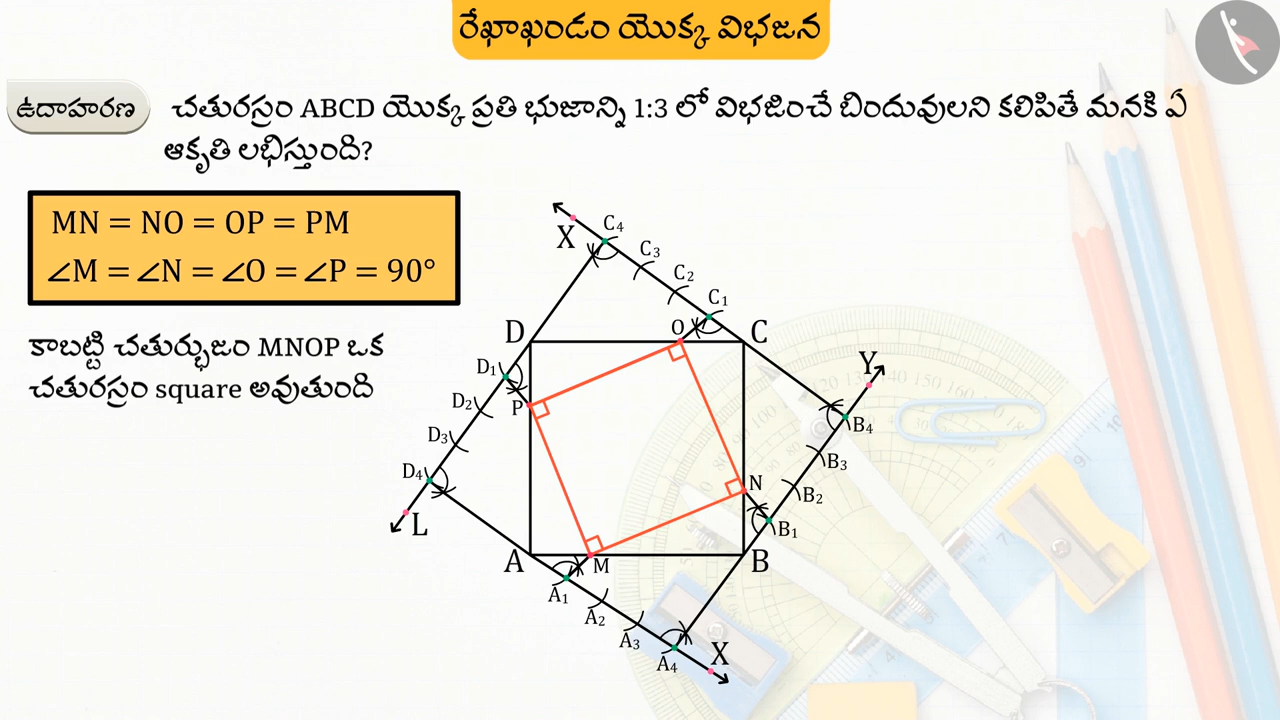 రేఖాఖండం యొక్క విభజన
ఉదాహరణ
చతురస్రం ABCD యొక్క ప్రతి భుజాన్ని 1:3 లో విభజించే బిందువులని కలిపితే మనకి ఏ
ఆకృతి లభిస్తుంది?
MN = NO = OP = PM
∠M = ∠N = ∠O = ∠P = 90°
కాబట్టి చతుర్భుజం MNOP ఒక
చతురస్రం square అవుతుంది
X
C₄
C₃
C₂
C₁
D
O
C
D₁
Y
D₂
P
B₄
D₃
B₃
D₄
N
B₂
L
B₁
A
M
B
A₁
A₂
A₃
A₄
X